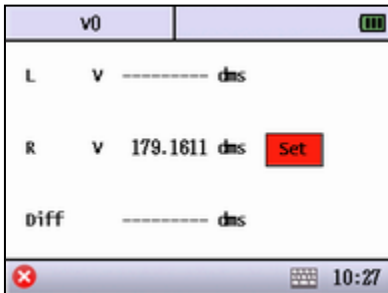 V0
L V --------- dms
R V 179.1611 dms Set
Diff --------- dms
10:27